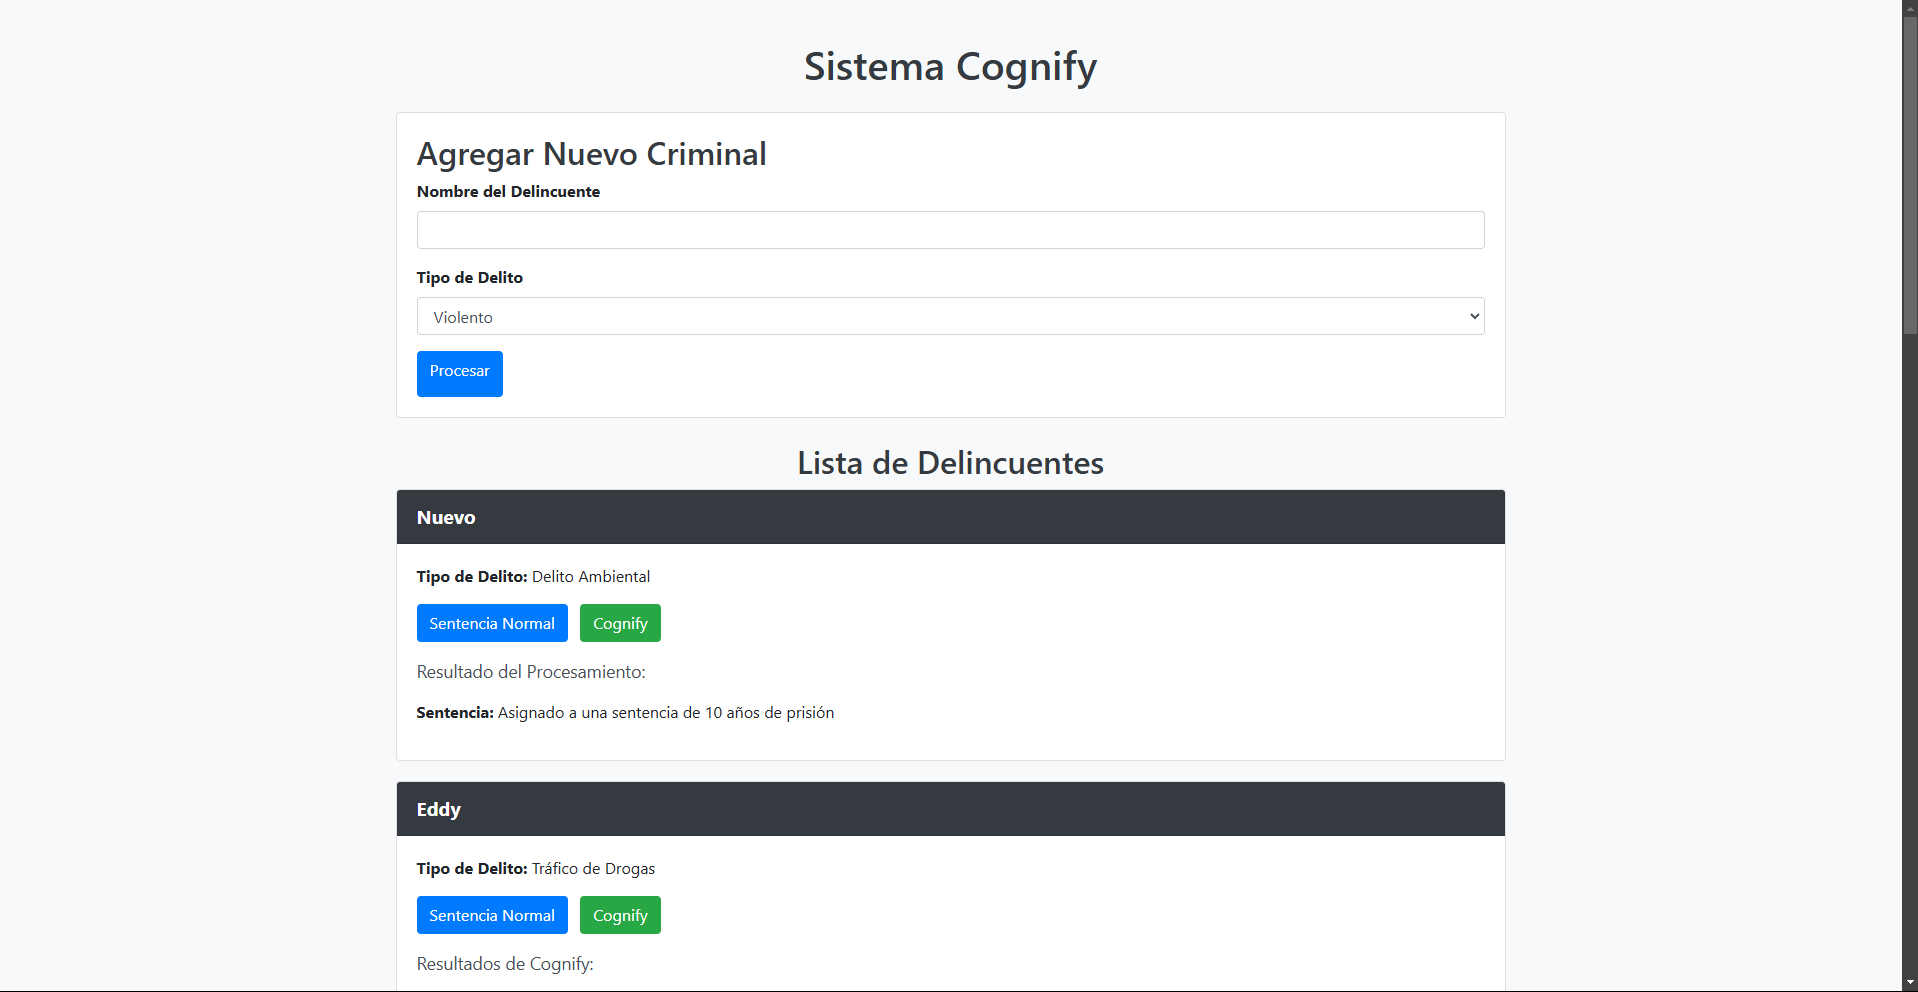 Sistema Cognify
Agregar Nuevo Criminal
Nombre del Delincuente
Tipo de Delito
Violento
Procesar
Lista de Delincuentes
Nuevo
Tipo de Delito: Delito Ambiental
Sentencia Normal Cognify
Resultado del Procesamiento:
Sentencia: Asignado a una sentencia de 10 años de prisión
Eddy
Tipo de Delito: Tráfico de Drogas
Sentencia Normal Cognify
Resultados de Cognify: